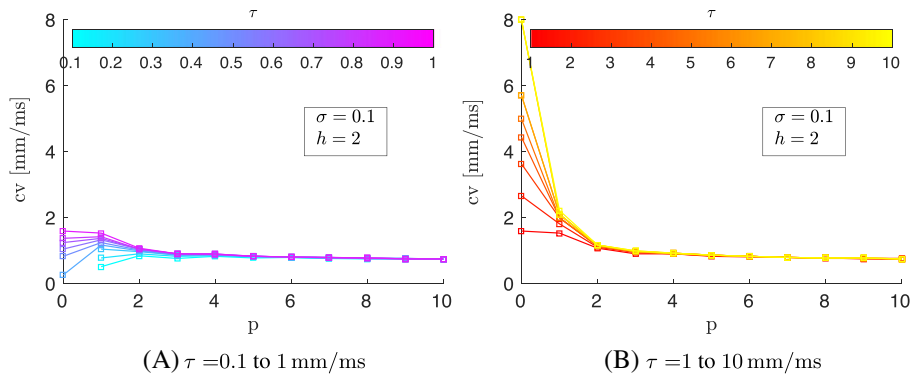 τ
0.1 0.2 0.3 0.4 0.5 0.6 0.7 0.8 0.9 1
cv [mm/ms]
8
6
4
2
0
σ = 0.1
h = 2
0 2 4 6 8 10
p
(A) τ =0.1 to 1 mm/ms
τ
1 2 3 4 5 6 7 8 9 10
cv [mm/ms]
8
6
4
2
0
σ = 0.1
h = 2
0 2 4 6 8 10
p
(B) τ =1 to 10 mm/ms